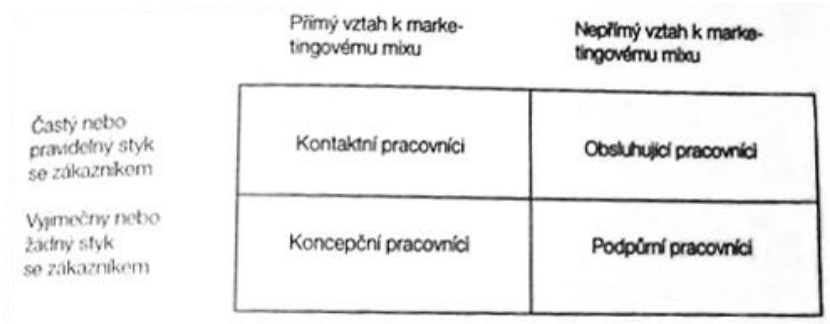 Přímý vztah k marke-
tingovému mixu
Nepřímý vztah k marke-
tingovému mixu
Častý nebo
pravidelný styk
se zákazníkem
Kontaktní pracovníci
Obsluhující pracovníci
Vyjimečny nebo
žádný styk
se zákazníkem
Koncepční pracovníci
Podpůrní pracovníci